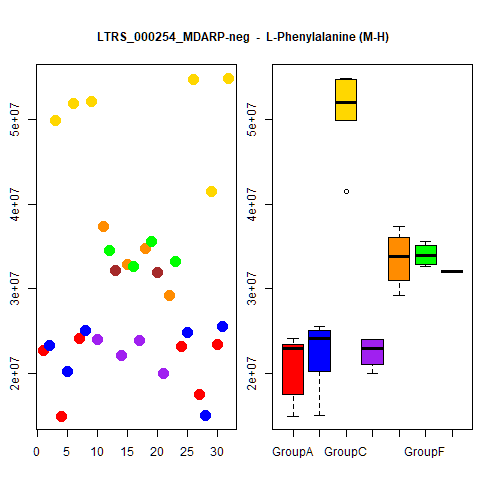 LTRS_000254_MDARP-neg - L-Phenylalanine (M-H)
5e+07
4e+07
3e+07
2e+07
0 5 10 15 20 25 30
5e+07
4e+07
3e+07
2e+07
GroupA GroupC GroupF